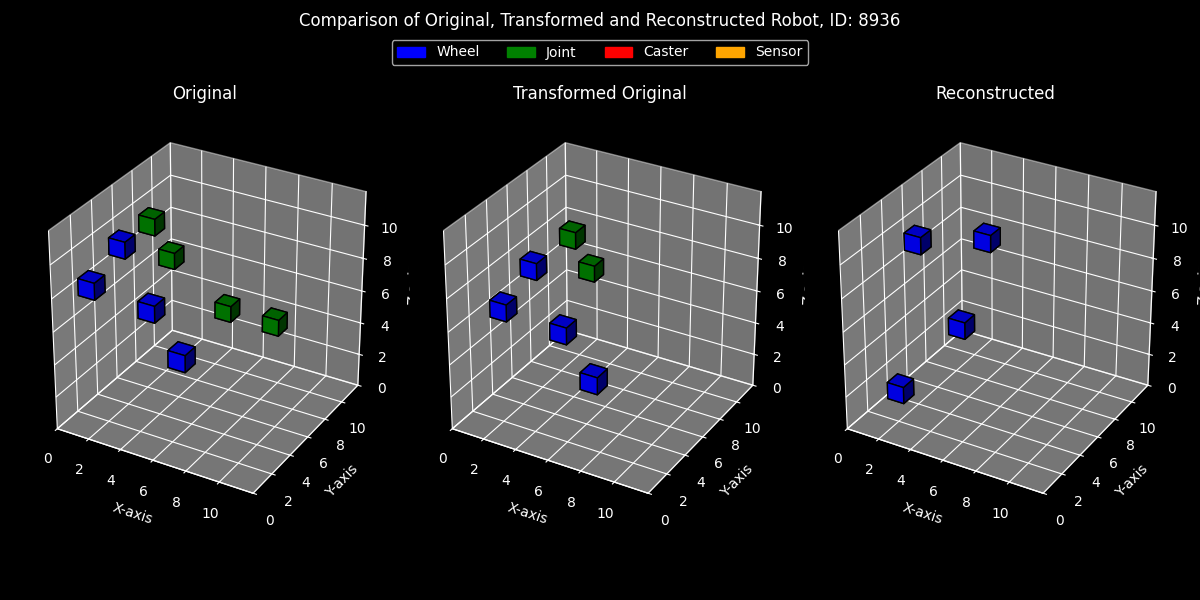 Comparison of Original, Transformed and Reconstructed Robot, ID: 8936
Wheel Joint Caster Sensor
Original Transformed Original Reconstructed
10 10 10
8 8 8
6 6 6
4 4 4
2 2 2
0 0 0
0 2 4 6 8 10 0 2 4 6 8 10 0 2 4 6 8 10
0 2 4 6 8 10 0 2 4 6 8 10 0 2 4 6 8 10
X-axis Y-axis X-axis Y-axis X-axis Y-axis